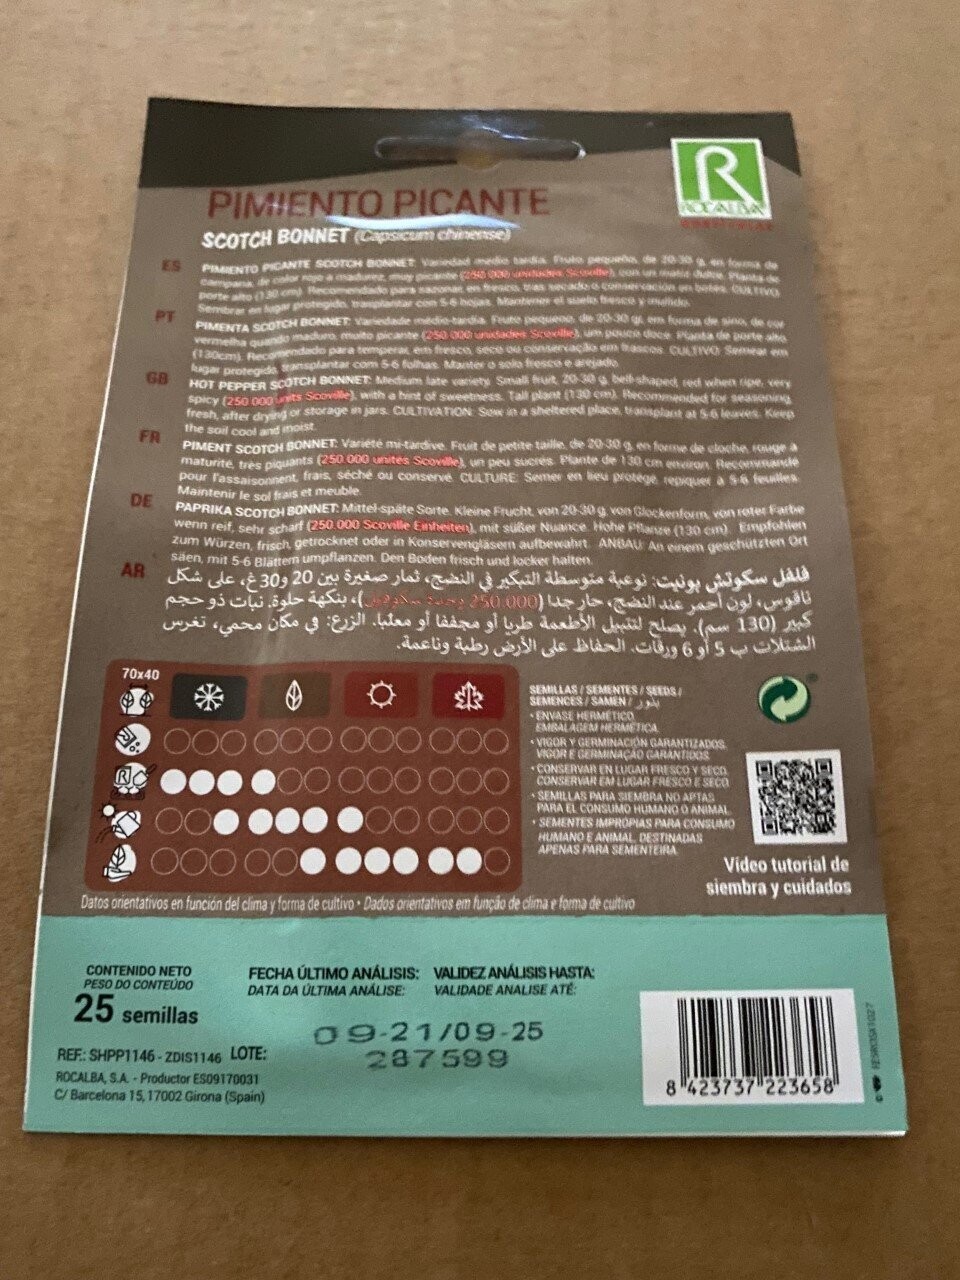 PIMIENTO PICANTE
ROCALBA
SCOTCH BONNET (Capsicum chinense)
ES
PIMIENTO PICANTE SCOTCH BONNET: Variedad medio tardía. Fruto pequeño, de 20-30 g, en forma de
campana, de color rojo a madurez, muy picante (250 000 unidades Scoville), con un matiz dulce. Planta de
porte alto (130 cm). Recomendado para sazonar en fresco, tras secado o conservación en botes. CULTIVO:
Sembrar en lugar protegido, transplantar con 5-6 hojas. Mantener el suelo fresco y mullido.
PT
PIMENTA SCOTCH BONNET: Variedade médio-tardia. Fruto pequeno, 20-30 g, em forma de sino, de cor
vermelha quando maduro, muito picante (250 000 unidades Scoville), um pouco doce. Planta de porte alto
(130cm). Recomendado para temperar, em fresco, seco ou conservação em frascos. CULTIVO: Semear em
lugar protegido, transplantar com 5-6 folhas. Manter o solo fresco e arejado.
GB
HOT PEPPER SCOTCH BONNET: Medium late variety. Small fruit, 20-30 g, bell-shaped, red when ripe, very
spicy (250 000 units Scoville), with a hint of sweetness. Tall plant (130 cm). Recommended for seasoning,
fresh, after drying or storage in jars. CULTIVATION: Sow in a sheltered place, transplant at 5-6 leaves. Keep
the soil cool and moist.
FR
PIMENT SCOTCH BONNET: Variété mi-tardive. Fruit de petite taille, de 20-30 g, en forme de cloche, rouge à
maturité, très piquants (250 000 unités Scoville), un peu sucrés. Plante de 130 cm environ. Recommandé
pour l'assaisonnement, frais, séché ou conservé. CULTURE: Semer en lieu protégé, repiquer à 5-6 feuilles.
Maintenir le sol frais et meuble.
DE
PAPRIKA SCOTCH BONNET: Mittel-späte Sorte. Kleine Frucht, von 20-30 g, von Glockenform, von roter Farbe
wenn reif, sehr scharf (250 000 Scoville Einheiten), mit süßer Nuance. Hohe Pflanze (130 cm). Empfohlen
zum Würzen, frisch, getrocknet oder in Konservengläsern aufbewahrt. ANBAU: An einem geschützten Ort
säen, mit 5-6 Blättern umpflanzen. Den Boden frisch und locker halten.
AR
فلفل سكوتش بونيت: نوعية متوسطة التبكير في النضج، ثمار صغيرة بين 20 و30غ، على شكل
ناقوس، لون أحمر عند النضج، حار جدا (250.000 وحدة سكوفيل)، بنكهة حلوة. نبات ذو حجم
كبير (130 سم). يصلح لتتبيل الأطعمة طريا أو مجففا أو معلبا. الزرع: في مكان محمي، تغرس
الشتلات ب 5 أو 6 ورقات. الحفاظ على الأرض رطبة وناعمة.
70x40
SEMILLAS / SEMENTES / SEEDS /
SEMENCES / SAMEN / بذور
• ENVASE HERMÉTICO.
EMBALAGEM HERMÉTICA.
• VIGOR Y GERMINACIÓN GARANTIZADOS.
VIGOR E GERMINAÇÃO GARANTIDOS.
• CONSERVAR EN LUGAR FRESCO Y SECO.
CONSERVAR EM LUGAR FRESCO E SECO.
• SEMILLAS PARA SIEMBRA NO APTAS
PARA EL CONSUMO HUMANO O ANIMAL.
• SEMENTES IMPRÓPIAS PARA CONSUMO
HUMANO E ANIMAL, DESTINADAS
APENAS PARA SEMENTEIRA.
Vídeo tutorial de
siembra y cuidados
Datos orientativos en función del clima y forma de cultivo • Dados orientativos em função de clima e forma de cultivo
CONTENIDO NETO
PESO DO CONTEÚDO
25 semillas
FECHA ÚLTIMO ANÁLISIS: VALIDEZ ANÁLISIS HASTA:
DATA DA ÚLTIMA ANÁLISE: VALIDADE ANALISE ATÉ:
09-21/09-25
287599
REF.: SHPP1146 - ZDIS1146 LOTE:
ROCALBA, S.A. - Productor ES09170031
C/ Barcelona 15, 17002 Girona (Spain)
8 423737 223658